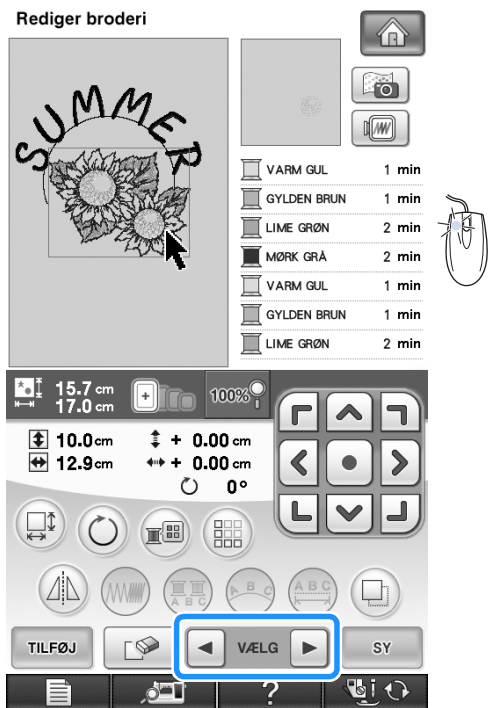 Rediger broderi
SUMMER
VARM GUL 1 min
GYLDEN BRUN 1 min
LIME GRØN 2 min
MØRK GRÅ 2 min
VARM GUL 1 min
GYLDEN BRUN 1 min
LIME GRØN 2 min
15.7 cm
17.0 cm
100%
10.0 cm + 0.00 cm
12.9 cm + 0.00 cm
0°
A B C
A B C
A B C
TILFØJ VÆLG SY
?